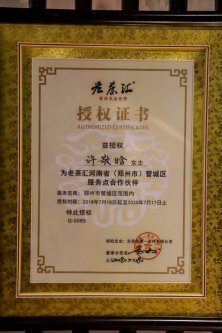 老茶汇
授权证书
AUTHORIZED CERTIFICATES
兹授权
许敬晗 女士
为老茶汇河南省（郑州市）管城区
服务点合作伙伴
服务范围：郑州市管城区范围内
授权时期：2018年7月18日起至2020年7月17日止
特此授权
Q-0085